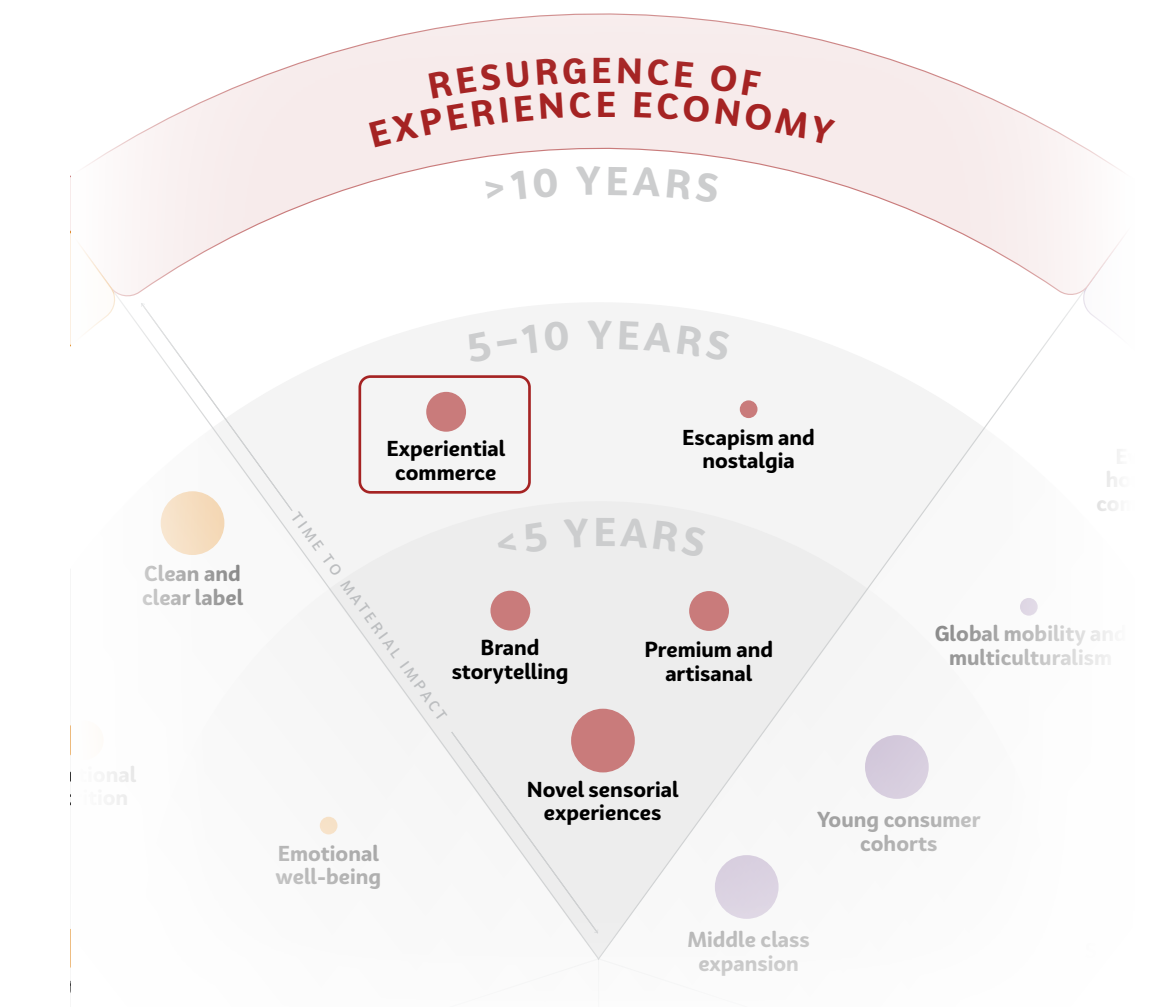 RESURGENCE OF
EXPERIENCE ECONOMY
>10 YEARS
5–10 YEARS
Experiential
commerce
Escapism and
nostalgia
<5 YEARS
TIME TO MATERIAL IMPACT
Clean and
clear label
Brand
storytelling
Premium and
artisanal
Global mobility and
multiculturalism
Novel sensorial
experiences
Young consumer
cohorts
Emotional
well-being
Middle class
expansion